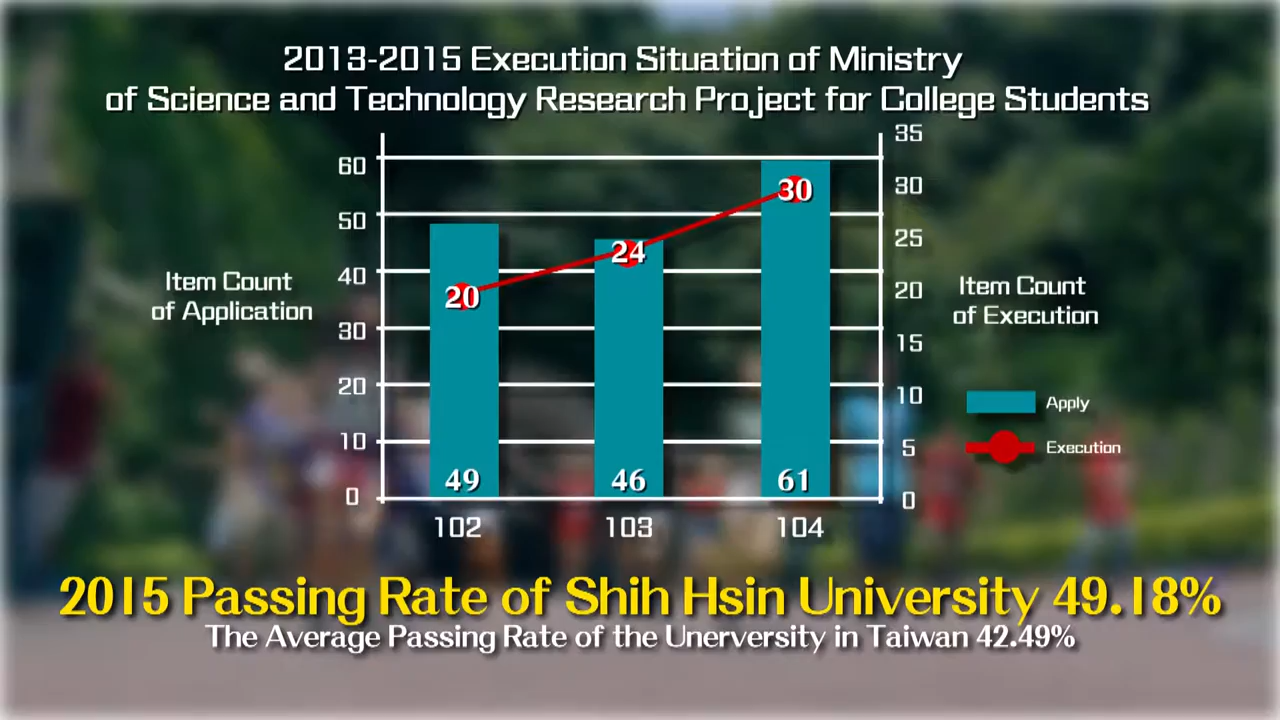 2013-2015 Execution Situation of Ministry
of Science and Technology Research Project for College Students
35
60
30
30
50
25
24
Item Count
of Application
40
20
20
Item Count
of Execution
30
15
20
10
Apply
10
5
Execution
49
46
61
0
0
102
103
104
2015 Passing Rate of Shih Hsin University 49.18%
The Average Passing Rate of the Unerversity in Taiwan 42.49%